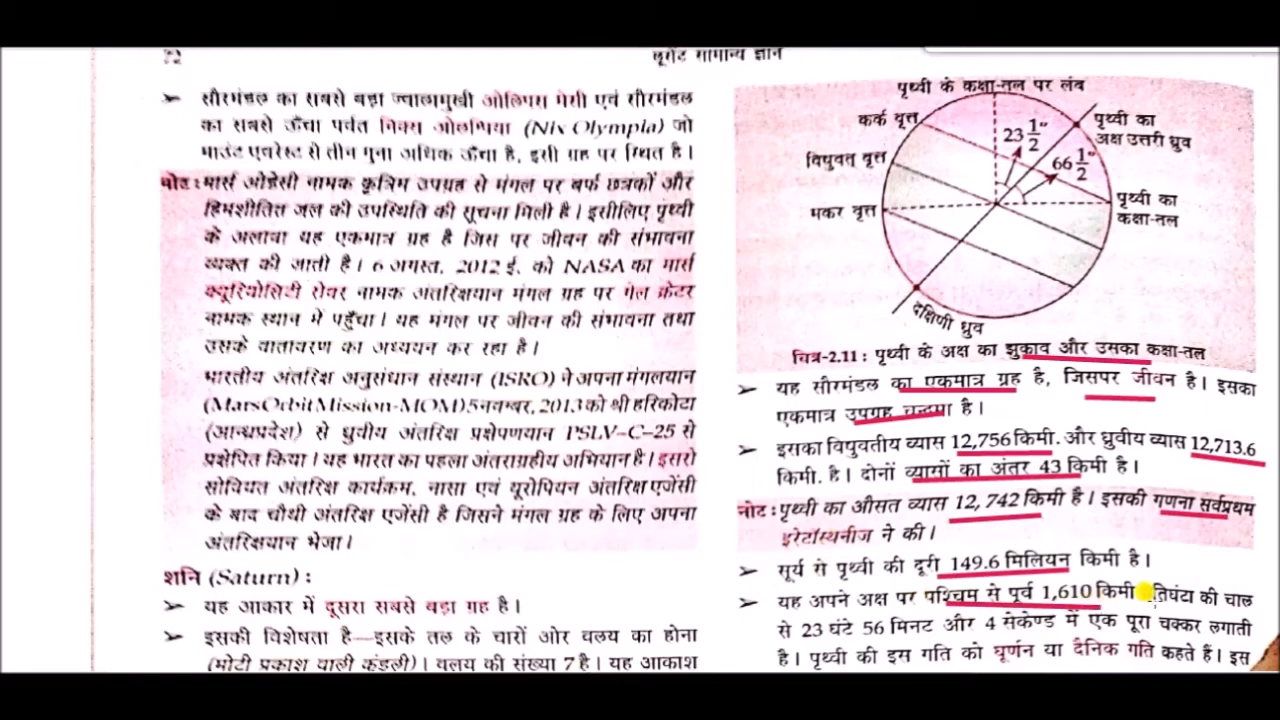 72
लूसेंट सामान्य ज्ञान
➤ सौरमंडल का सबसे बड़ा ज्वालामुखी ओलिपस मेसी एवं सौरमंडल
का सबसे ऊँचा पर्वत निक्स ओलम्पिया (Nix Olympia) जो
माउंट एवरेस्ट से तीन गुना अधिक ऊँचा है, इसी ग्रह पर स्थित है।
नोट : मार्स ओडेसी नामक कृत्रिम उपग्रह से मंगल पर बर्फ छत्रकों और
हिमशीतित जल की उपस्थिति की सूचना मिली है। इसीलिए पृथ्वी
के अलावा यह एकमात्र ग्रह है जिस पर जीवन की संभावना
व्यक्त की जाती है। 6 अगस्त, 2012 ई. को NASA का मार्स
क्यूरियोसिटी रोवर नामक अंतरिक्षयान मंगल ग्रह पर गेल क्रेटर
नामक स्थान में पहुँचा। यह मंगल पर जीवन की संभावना तथा
उसके वातावरण का अध्ययन कर रहा है।
भारतीय अंतरिक्ष अनुसंधान संस्थान (ISRO) ने अपना मंगलयान
(Mars Orbit Mission-MOM) 5 नवम्बर, 2013 को श्री हरिकोटा
(आन्ध्रप्रदेश) से ध्रुवीय अंतरिक्ष प्रक्षेपणयान PSLV-C-25 से
प्रक्षेपित किया। यह भारत का पहला अंतराग्रहीय अभियान है। इसरो
सोवियत अंतरिक्ष कार्यक्रम, नासा एवं यूरोपियन अंतरिक्ष एजेंसी
के बाद चौथी अंतरिक्ष एजेंसी है जिसने मंगल ग्रह के लिए अपना
अंतरिक्षयान भेजा।
शनि (Saturn) :
➤ यह आकार में दूसरा सबसे बड़ा ग्रह है।
➤ इसकी विशेषता है—इसके तल के चारों ओर वलय का होना
(मोटी प्रकाश वाली कुंडली)। वलय की संख्या 7 है। यह आकाश
पृथ्वी के कक्षा-तल पर लंब
कर्क वृत्त
विषुवत् वृत्त
मकर वृत्त
23 1/2°
66 1/2°
पृथ्वी का
अक्ष उत्तरी ध्रुव
पृथ्वी का
कक्षा-तल
दक्षिणी ध्रुव
चित्र-2.11 : पृथ्वी के अक्ष का झुकाव और उसका कक्षा-तल
➤ यह सौरमंडल का एकमात्र ग्रह है, जिसपर जीवन है। इसका
एकमात्र उपग्रह चन्द्रमा है।
➤ इसका विषुवतीय व्यास 12,756 किमी. और ध्रुवीय व्यास 12,713.6
किमी. है। दोनों व्यासों का अंतर 43 किमी है।
नोट : पृथ्वी का औसत व्यास 12,742 किमी है। इसकी गणना सर्वप्रथम
इरेटॉस्थनीज ने की।
➤ सूर्य से पृथ्वी की दूरी 149.6 मिलियन किमी है।
➤ यह अपने अक्ष पर पश्चिम से पूर्व 1,610 किमी प्रतिघंटा की चाल
से 23 घंटे 56 मिनट और 4 सेकेण्ड में एक पूरा चक्कर लगाती
है। पृथ्वी की इस गति को घूर्णन या दैनिक गति कहते हैं। इस